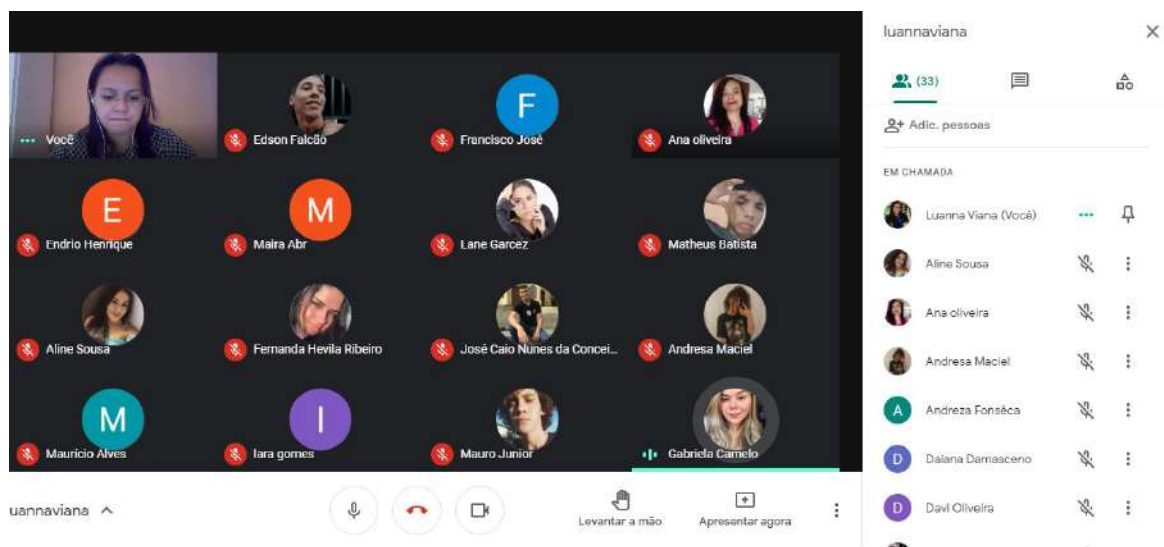 luannaviana
(33)
Adic. pessoas
EM CHAMADA
Luanna Viana (Você)
Aline Sousa
Ana oliveira
Andresa Maciel
A
Andreza Fonsêca
D
Daiana Damasceno
D
Davi Oliveira
Você
Edson Falcão
F
Francisco José
Ana oliveira
E
Endrio Henrique
M
Maira Abr
Lane Garcez
Matheus Batista
Aline Sousa
Fernanda Hevila Ribeiro
José Caio Nunes da Concei...
Andresa Maciel
M
Mauricio Alves
I
Iara gomes
Mauro Junior
Gabriela Camelo
uannaviana
Levantar a mão
Apresentar agora